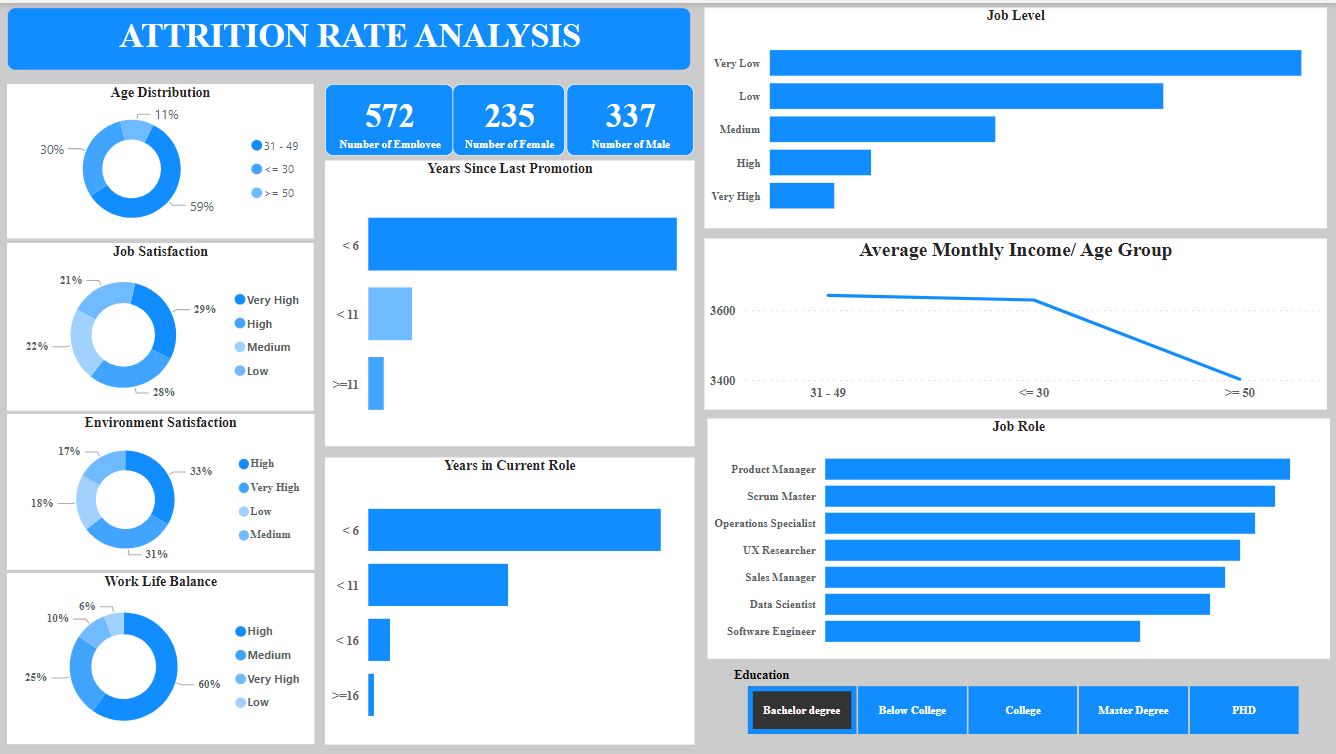 ATTRITION RATE ANALYSIS
Age Distribution
11%
30%
59%
31 - 49
<= 30
>= 50
Job Satisfaction
21%
29%
22%
28%
Very High
High
Medium
Low
Environment Satisfaction
17%
33%
18%
31%
High
Very High
Low
Medium
Work Life Balance
6%
10%
25%
60%
High
Medium
Very High
Low
572
Number of Employee
235
Number of Female
337
Number of Male
Years Since Last Promotion
< 6
< 11
>=11
Years in Current Role
< 6
< 11
< 16
>=16
Job Level
Very Low
Low
Medium
High
Very High
Average Monthly Income/ Age Group
3600
3400
31 - 49
<= 30
>= 50
Job Role
Product Manager
Scrum Master
Operations Specialist
UX Researcher
Sales Manager
Data Scientist
Software Engineer
Education
Bachelor degree
Below College
College
Master Degree
PHD